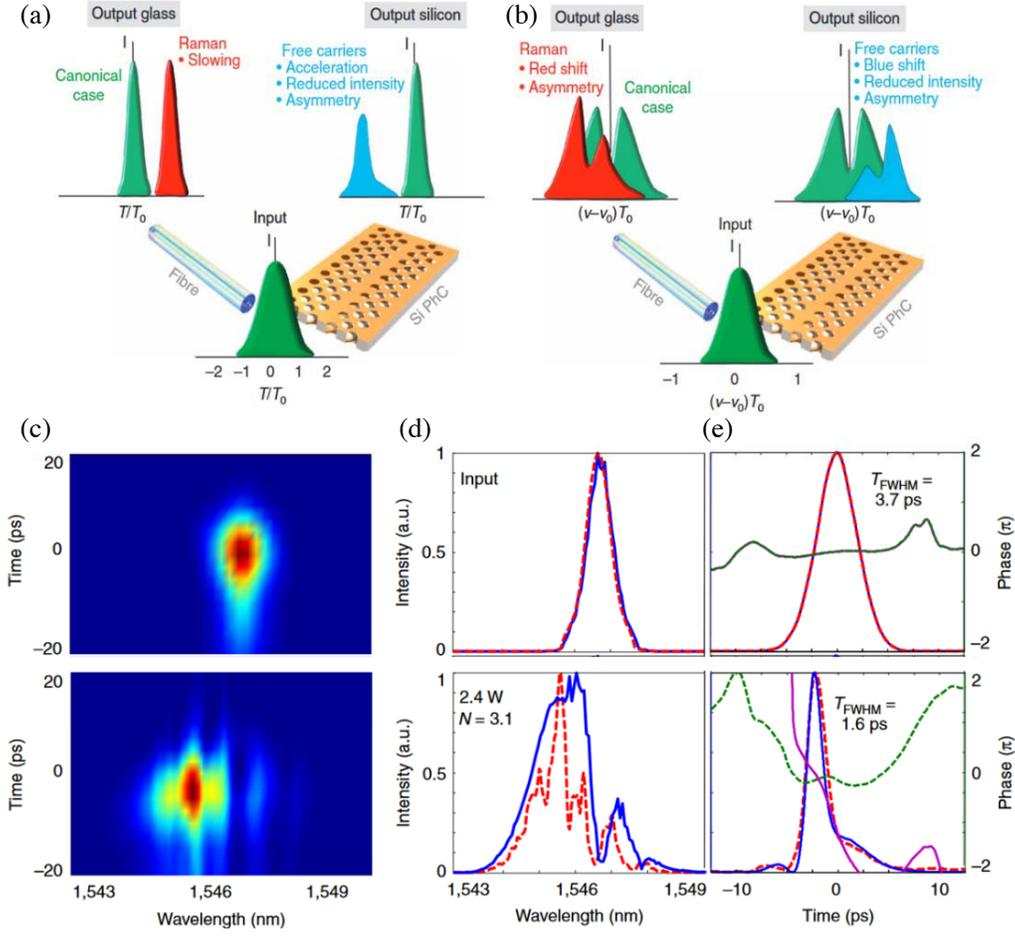 (a)
Output glass
Output silicon
I
I
Raman
• Slowing
Canonical
case
Free carriers
• Acceleration
• Reduced intensity
• Asymmetry
T/T0
T/T0
Input
I
Fibre
Si PhC
−2 −1 0 1 2
T/T0
(b)
Output glass
Output silicon
I
I
Raman
• Red shift
• Asymmetry
Canonical
case
Free carriers
• Blue shift
• Reduced intensity
• Asymmetry
(v–v0)T0
(v–v0)T0
Input
I
Fibre
Si PhC
−1 0 1
(v–v0)T0
(c)
20
0
−20
Time (ps)
20
0
−20
Time (ps)
1,543 1,546 1,549
Wavelength (nm)
(d)
Input
1
0.5
0
Intensity (a.u.)
2.4 W
N = 3.1
1
0.5
0
Intensity (a.u.)
1,543 1,546 1,549
Wavelength (nm)
(e)
TFWHM =
3.7 ps
2
0
−2
Phase (π)
TFWHM =
1.6 ps
2
0
−2
Phase (π)
−10 0 10
Time (ps)